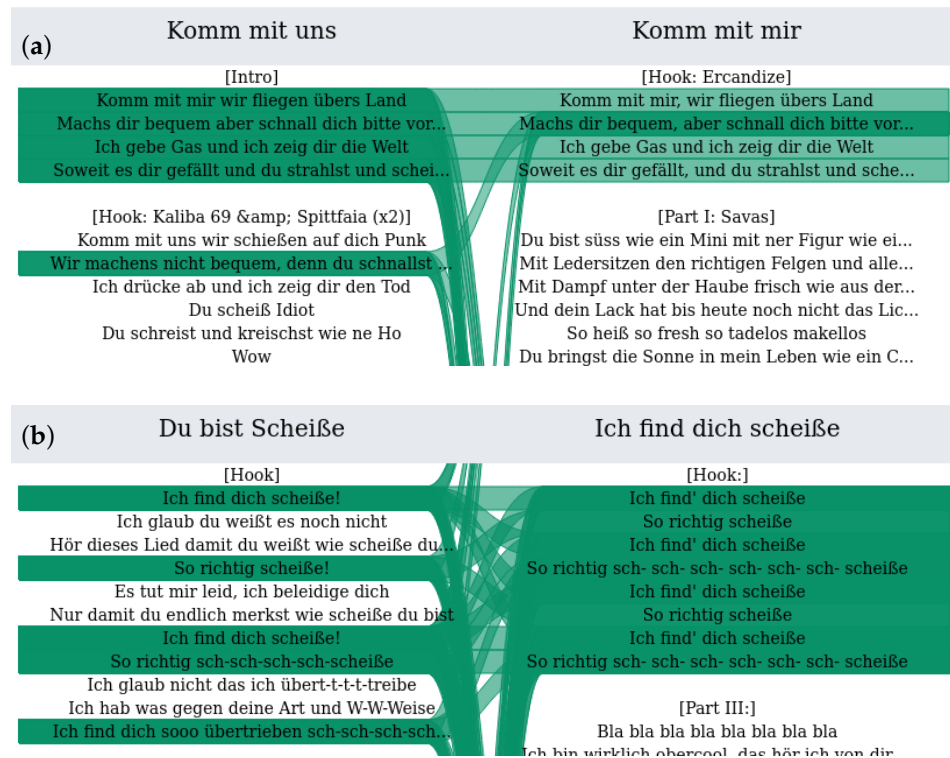 (a)
Komm mit uns
[Intro]
Komm mit mir wir fliegen übers Land
Machs dir bequem aber schnall dich bitte vor...
Ich gebe Gas und ich zeig dir die Welt
Soweit es dir gefällt und du strahlst und schei...
[Hook: Kaliba 69 &amp; Spittfaia (x2)]
Komm mit uns wir schießen auf dich Punk
Wir machens nicht bequem, denn du schnallst ...
Ich drücke ab und ich zeig dir den Tod
Du scheiß Idiot
Du schreist und kreischst wie ne Ho
Wow
Komm mit mir
[Hook: Ercandize]
Komm mit mir, wir fliegen übers Land
Machs dir bequem, aber schnall dich bitte vor...
Ich gebe Gas und ich zeig dir die Welt
Soweit es dir gefällt, und du strahlst und sche...
[Part I: Savas]
Du bist süss wie ein Mini mit ner Figur wie ei...
Mit Ledersitzen den richtigen Felgen und alle...
Mit Dampf unter der Haube frisch wie aus der...
Und dein Lack hat bis heute noch nicht das Lic...
So heiß so fresh so tadelos makellos
Du bringst die Sonne in mein Leben wie ein C...
(b)
Du bist Scheiße
[Hook]
Ich find dich scheiße!
Ich glaub du weißt es noch nicht
Hör dieses Lied damit du weißt wie scheiße du...
So richtig scheiße!
Es tut mir leid, ich beleidige dich
Nur damit du endlich merkst wie scheiße du bist
Ich find dich scheiße!
So richtig sch-sch-sch-sch-scheiße
Ich glaub nicht das ich übert-t-t-t-treibe
Ich hab was gegen deine Art und W-W-Weise
Ich find dich sooo übertrieben sch-sch-sch-sch...
Ich find dich scheiße
[Hook:]
Ich find' dich scheiße
So richtig scheiße
Ich find' dich scheiße
So richtig sch- sch- sch- sch- sch- sch- scheiße
Ich find' dich scheiße
So richtig scheiße
Ich find' dich scheiße
So richtig sch- sch- sch- sch- sch- sch- scheiße
[Part III:]
Bla bla bla bla bla bla bla bla
Ich bin wirklich obercool, das hör ich von dir